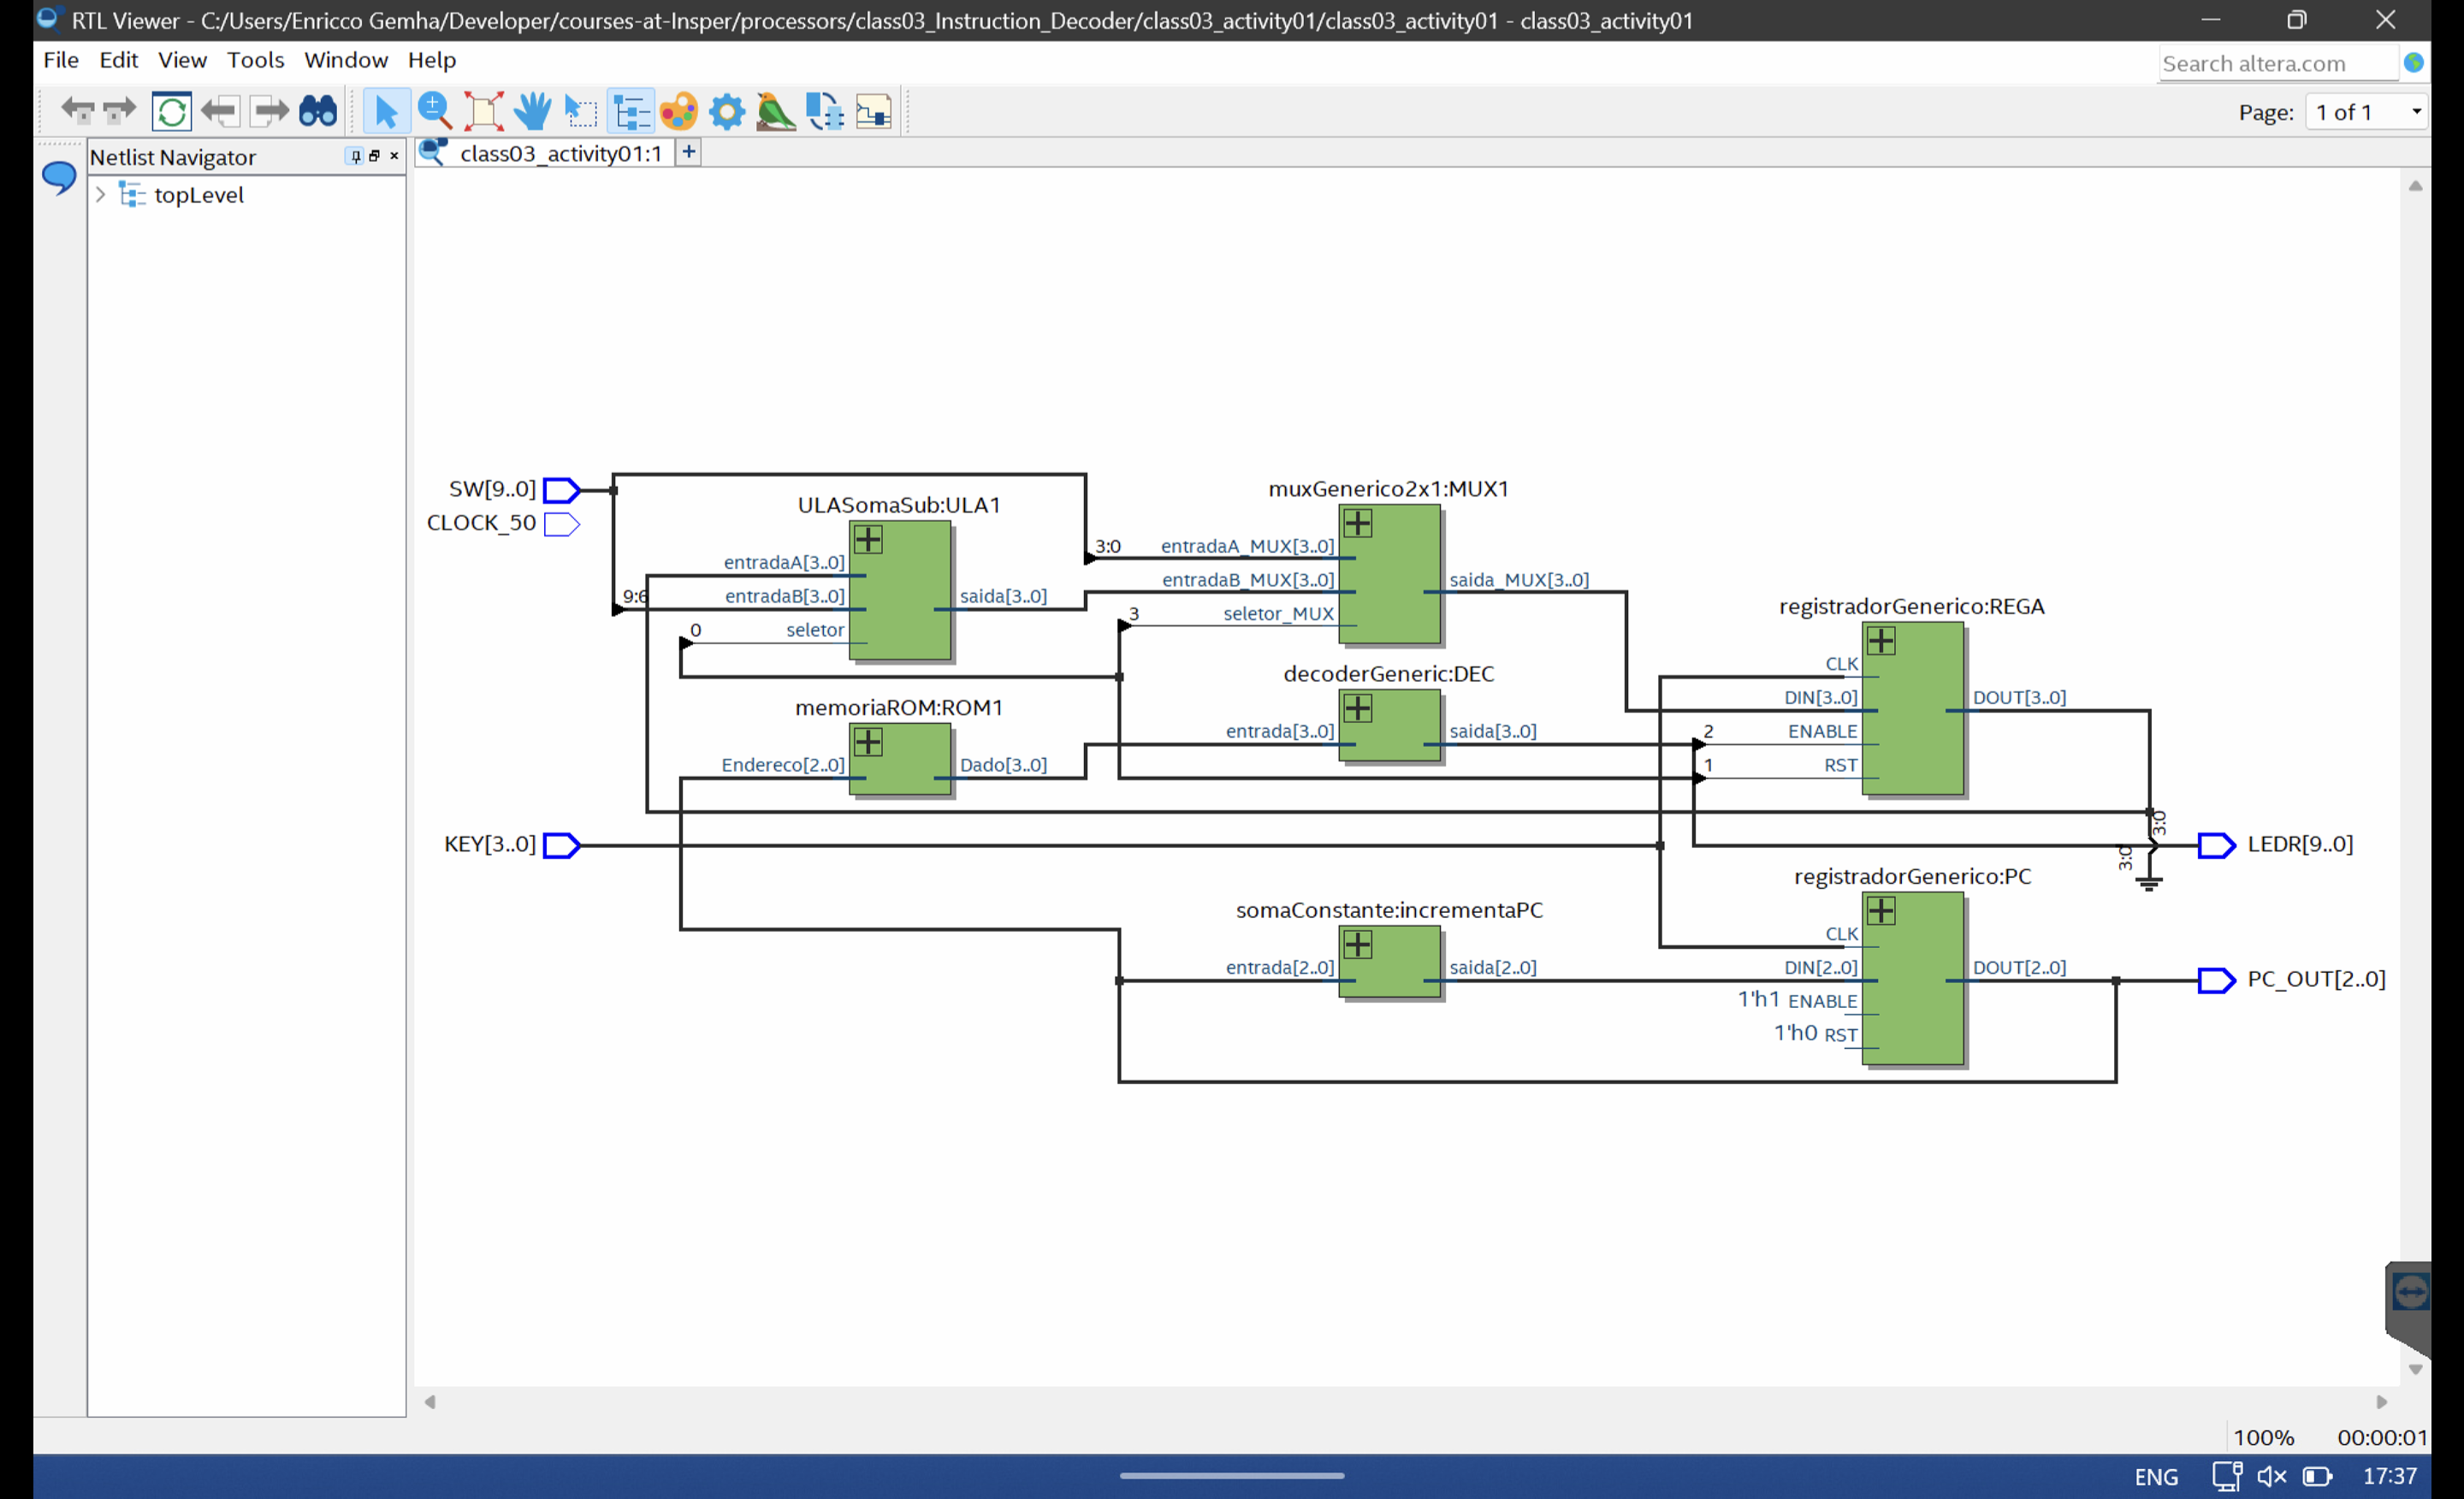 RTL Viewer - C:/Users/Enricco Gemha/Developer/courses-at-Insper/processors/class03_Instruction_Decoder/class03_activity01/class03_activity01 - class03_activity01
File Edit View Tools Window Help
Search altera.com
Page: 1 of 1
Netlist Navigator
class03_activity01:1
topLevel
SW[9..0]
CLOCK_50
ULASomaSub:ULA1
entradaA[3..0]
9:6
entradaB[3..0]
saida[3..0]
0
seletor
muxGenerico2x1:MUX1
3:0
entradaA_MUX[3..0]
entradaB_MUX[3..0]
saida_MUX[3..0]
3
seletor_MUX
decoderGeneric:DEC
entrada[3..0]
saida[3..0]
memoriaROM:ROM1
Endereco[2..0]
Dado[3..0]
registradorGenerico:REGA
CLK
DIN[3..0]
DOUT[3..0]
2
ENABLE
1
RST
3:0
3:0
KEY[3..0]
LEDR[9..0]
somaConstante:incrementaPC
entrada[2..0]
saida[2..0]
registradorGenerico:PC
CLK
DIN[2..0]
DOUT[2..0]
1'h1 ENABLE
1'h0 RST
PC_OUT[2..0]
100% 00:00:01
ENG 17:37